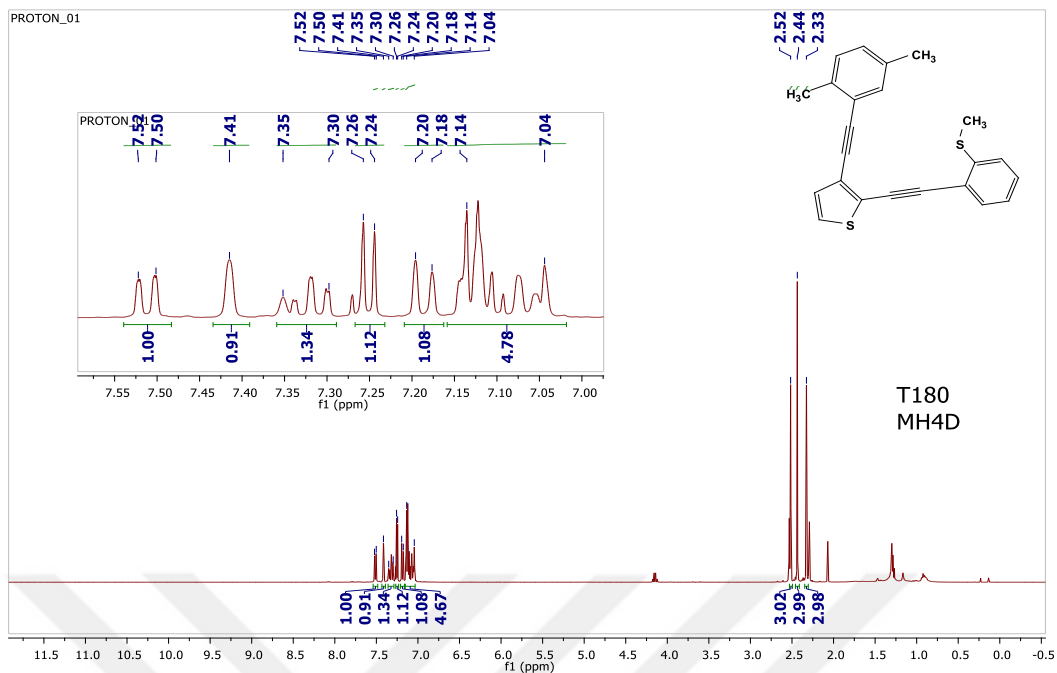 PROTON_01
7.52 7.50 7.41 7.35 7.30 7.26 7.24 7.20 7.18 7.14 7.04
2.52 2.44 2.33
CH3
H3C
CH3
S
S
PROTON_01
7.52 7.50 7.41 7.35 7.30 7.26 7.24 7.20 7.18 7.14 7.04
1.00 0.91 1.34 1.12 1.08 4.78
7.55 7.50 7.45 7.40 7.35 7.30 7.25 7.20 7.15 7.10 7.05 7.00
f1 (ppm)
T180
MH4D
1.00 0.91 1.34 1.12 1.08 4.67
3.02 2.99 2.98
11.5 11.0 10.5 10.0 9.5 9.0 8.5 8.0 7.5 7.0 6.5 6.0 5.5 5.0 4.5 4.0 3.5 3.0 2.5 2.0 1.5 1.0 0.5 0.0 -0.5
f1 (ppm)